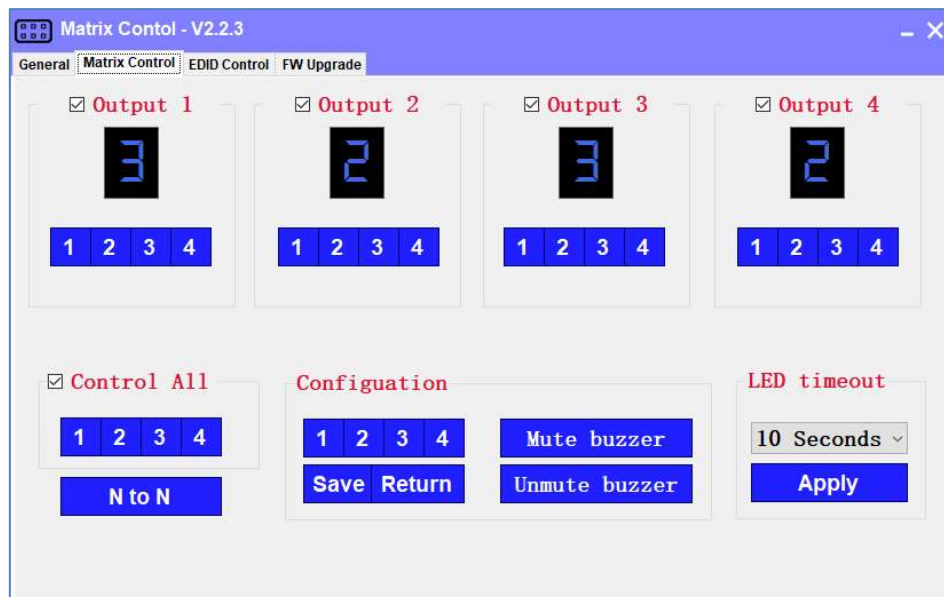 Matrix Contol - V2.2.3
General Matrix Control EDID Control FW Upgrade
Output 1 Output 2 Output 3 Output 4
3 2 3 2
1 2 3 4 1 2 3 4 1 2 3 4 1 2 3 4
Control All Configuation LED timeout
1 2 3 4 1 2 3 4 Mute buzzer 10 Seconds
N to N Save Return Unmute buzzer Apply